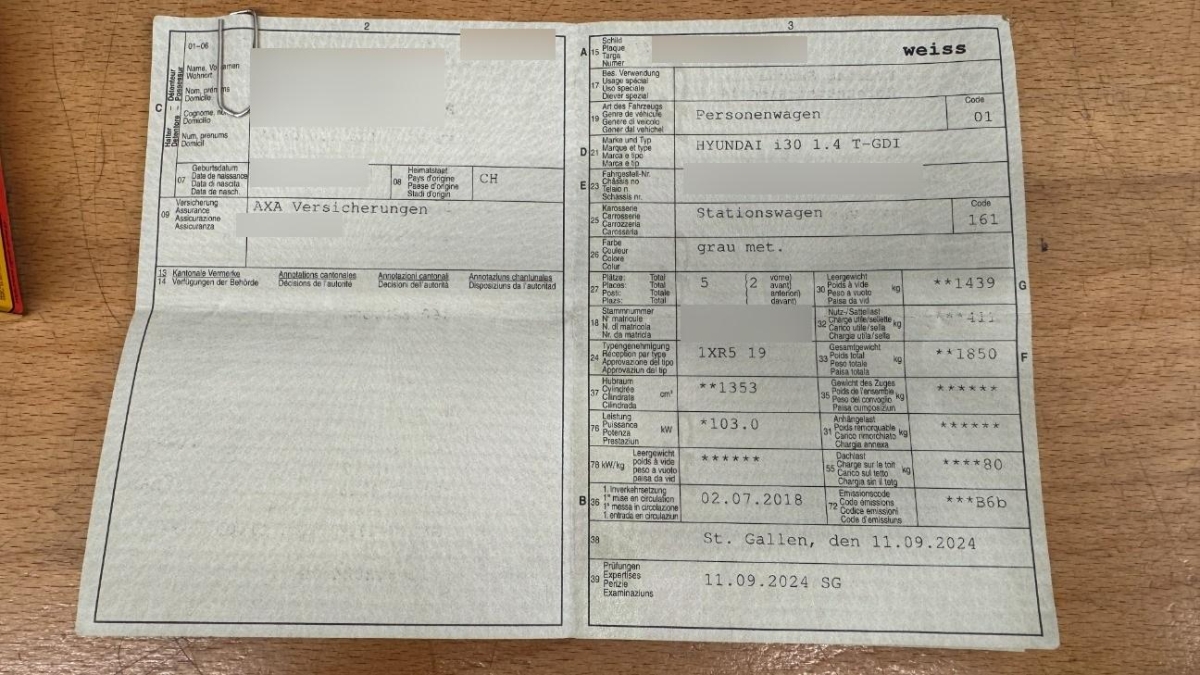 2
01-06
Name, Vornamen
Wohnort
Nom, prénoms
Domicile
Cognome, nomi
Domicilio
Num, prenums
Domicil
C
Halter Détenteur
Detentore Possessur
07
Geburtsdatum
Date de naissance
Data di nascita
Data da nasch.
08
Heimatstaat
Pays d'origine
Paese d'origine
Stadi d'origin
CH
09
Versicherung
Assurance
Assicurazione
Assicuranza
AXA Versicherungen
13
14
Kantonale Vermerke
Verfügungen der Behörde
Annotations cantonales
Décisions de l'autorité
Annotazioni cantonali
Decisioni dell'autorità
Annotaziuns chantunalas
Disposiziuns da l'autoritad
3
A 15
Schild
Plaque
Targa
Numer
weiss
17
Bes. Verwendung
Usage spécial
Uso speciale
Diever spezial
19
Art des Fahrzeugs
Genre de véhicule
Genere di veicolo
Gener dal vehichel
Personenwagen
Code
01
D 21
Marke und Typ
Marque et type
Marca e tipo
Marca e tip
HYUNDAI i30 1.4 T-GDI
E 23
Fahrgestell-Nr.
Châssis no
Telaio n.
Schassis nr.
25
Karosserie
Carrosserie
Carrozzeria
Carossaria
Stationswagen
Code
161
26
Farbe
Couleur
Colore
Colur
grau met.
27
Plätze: Total
Places: Total
Posti: Totale
Plazs: Total
5
2
vorne)
avant)
anteriori)
davant)
30
Leergewicht
Poids à vide
Peso a vuoto
Paisa da vid
kg
**1439
G
18
Stammnummer
N° matricule
N. di matricola
Nr. da matricla
32
Nutz-/Sattellast
Charge utile/sellette
Carico utile/sella
Chargia utila/sella
kg
***411
24
Typengenehmigung
Réception par type
Approvazione del tipo
Approvaziun dal tip
1XR5 19
33
Gesamtgewicht
Poids total
Peso totale
Paisa totala
kg
**1850
F
37
Hubraum
Cylindrée
Cilindrata
Cilindrada
cm³
**1353
35
Gewicht des Zuges
Poids de l'ensemble
Peso del convoglio
Paisa cumposiziun
kg
******
76
Leistung
Puissance
Potenza
Prestaziun
kW
*103.0
31
Anhängelast
Poids remorquable
Carico rimorchiato
Chargia annexa
kg
******
78 kW/kg
Leergewicht
poids à vide
peso a vuoto
paisa da vid
******
55
Dachlast
Charge sur le toit
Carico sul tetto
Chargia sin il tetg
kg
****80
B 36
1. Inverkehrsetzung
1re mise en circulation
1a messa in circolazione
1. entrada en circulaziun
02.07.2018
72
Emissionscode
Code émissions
Codice emissioni
Code d'emissiuns
***B6b
38
St. Gallen, den 11.09.2024
39
Prüfungen
Expertises
Perizie
Examinaziuns
11.09.2024 SG